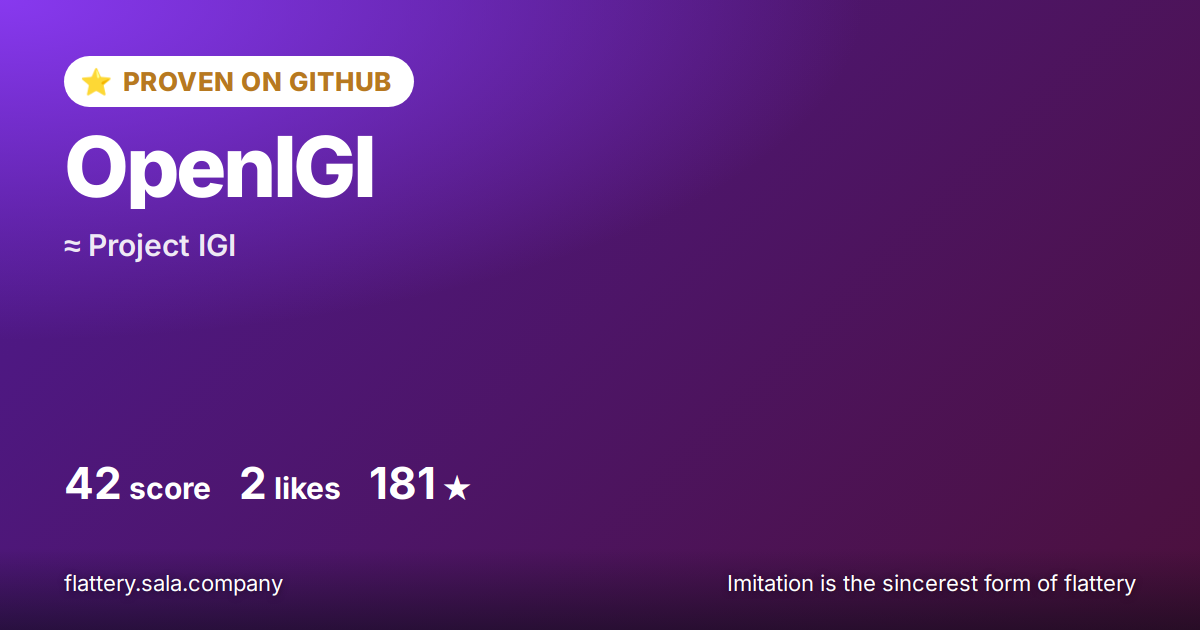 ⭐ PROVEN ON GITHUB
OpenIGI
≈ Project IGI
42 score 2 likes 181 ★
flattery.sala.company
Imitation is the sincerest form of flattery